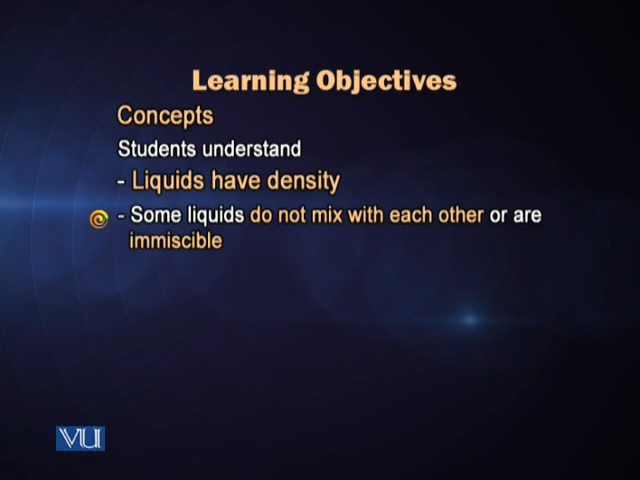 Learning Objectives
Concepts
Students understand
- Liquids have density
- Some liquids do not mix with each other or are
immiscible
VU